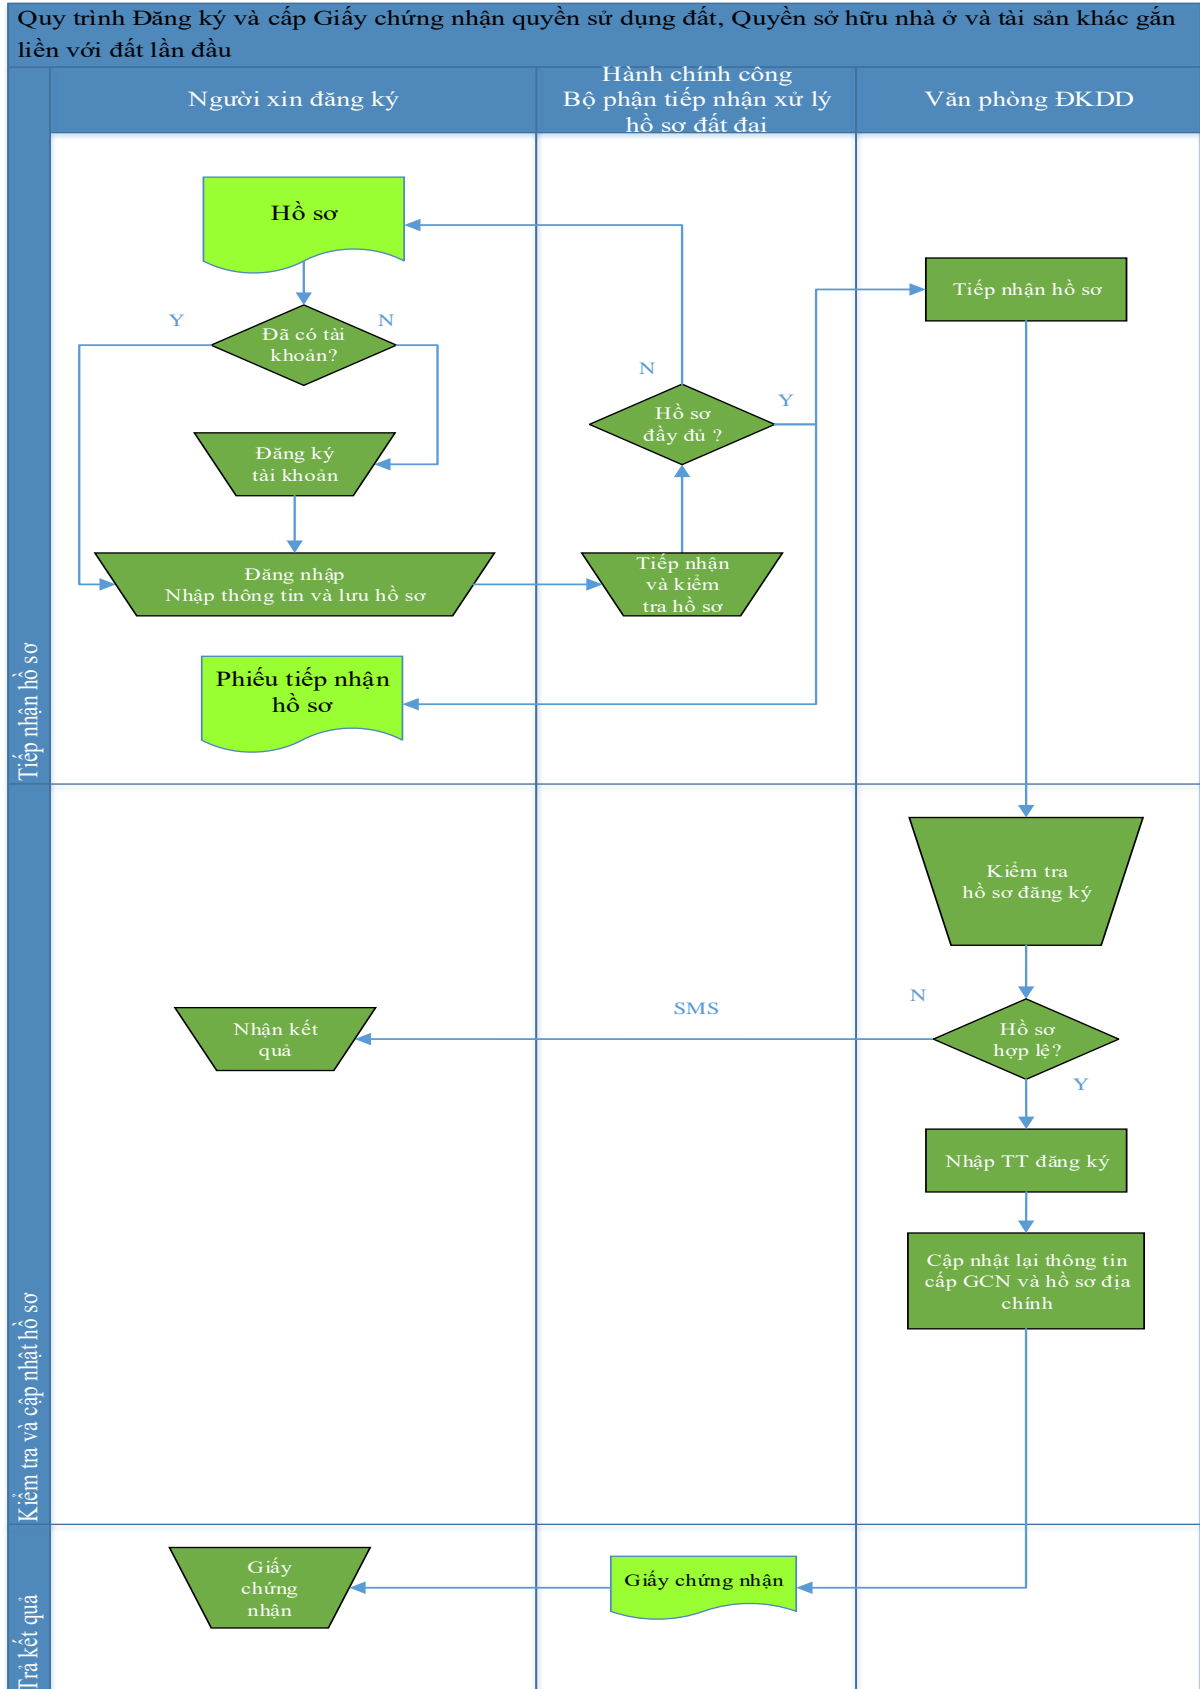 Quy trình Đăng ký và cấp Giấy chứng nhận quyền sử dụng đất, Quyền sở hữu nhà ở và tài sản khác gắn
liền với đất lần đầu
Người xin đăng ký
Hành chính công
Bộ phận tiếp nhận xử lý
hồ sơ đất đai
Văn phòng ĐKDD
Tiếp nhận hồ sơ
Hồ sơ
Tiếp nhận hồ sơ
Y
Đã có tài
khoản?
N
N
Hồ sơ
đầy đủ ?
Y
Đăng ký
tài khoản
Đăng nhập
Nhập thông tin và lưu hồ sơ
Tiếp nhận
và kiểm
tra hồ sơ
Phiếu tiếp nhận
hồ sơ
Kiểm tra và cập nhật hồ sơ
Kiểm tra
hồ sơ đăng ký
N
SMS
Nhận kết
quả
Hồ sơ
hợp lệ?
Y
Nhập TT đăng ký
Cập nhật lại thông tin
cấp GCN và hồ sơ địa
chính
Trả kết quả
Giấy
chứng
nhận
Giấy chứng nhận